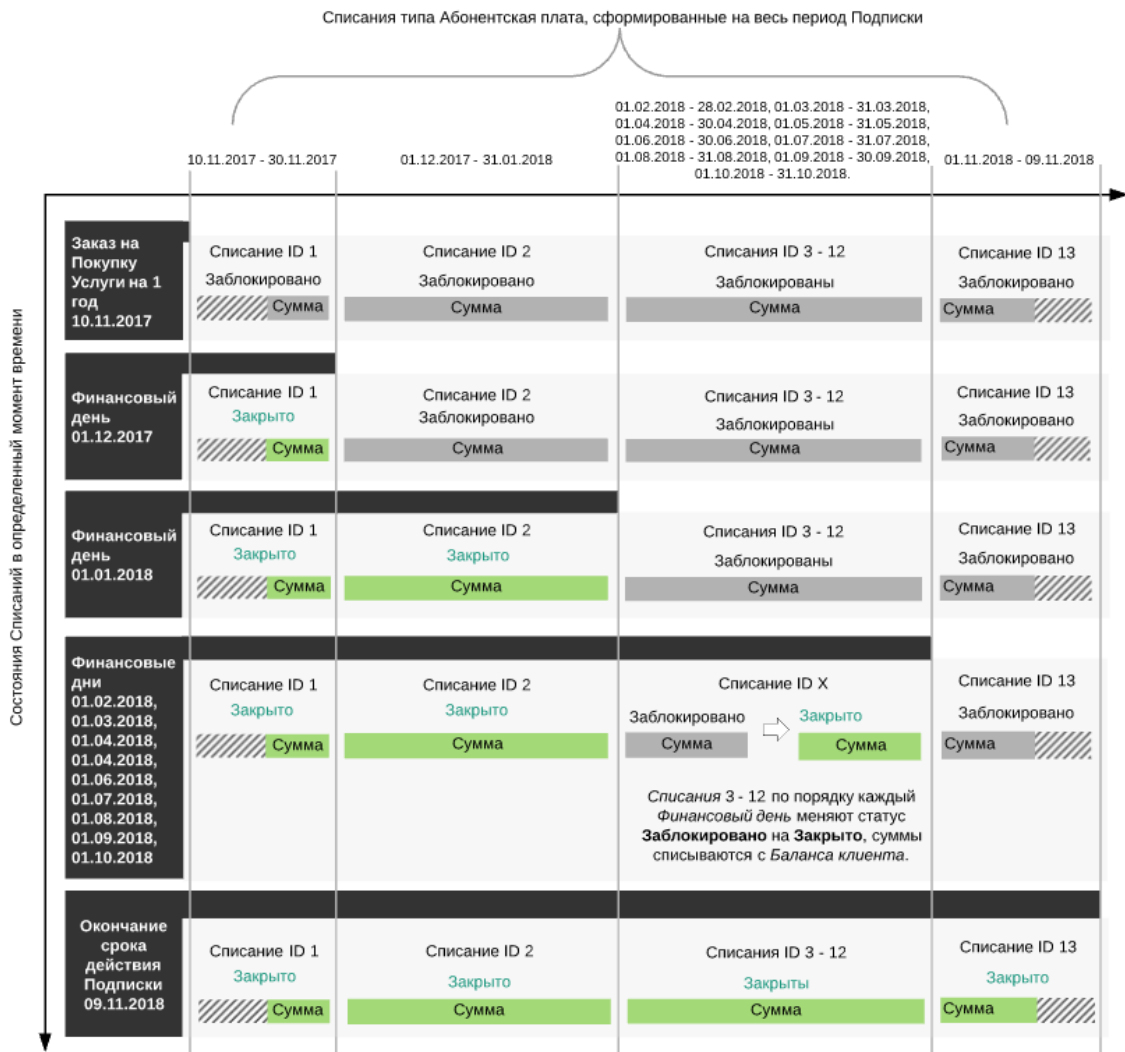 Списания типа Абонентская плата, сформированные на весь период Подписки
10.11.2017 - 30.11.2017
01.12.2017 - 31.01.2018
01.02.2018 - 28.02.2018, 01.03.2018 - 31.03.2018,
01.04.2018 - 30.04.2018, 01.05.2018 - 31.05.2018,
01.06.2018 - 30.06.2018, 01.07.2018 - 31.07.2018,
01.08.2018 - 31.08.2018, 01.09.2018 - 30.09.2018,
01.10.2018 - 31.10.2018.
01.11.2018 - 09.11.2018
Состояния Списаний в определенный момент времени
Заказ на
Покупку
Услуги на 1
год
10.11.2017
Списание ID 1
Заблокировано
Сумма
Списание ID 2
Заблокировано
Сумма
Списания ID 3 - 12
Заблокированы
Сумма
Списание ID 13
Заблокировано
Сумма
Финансовый
день
01.12.2017
Списание ID 1
Закрыто
Сумма
Списание ID 2
Заблокировано
Сумма
Списания ID 3 - 12
Заблокированы
Сумма
Списание ID 13
Заблокировано
Сумма
Финансовый
день
01.01.2018
Списание ID 1
Закрыто
Сумма
Списание ID 2
Закрыто
Сумма
Списания ID 3 - 12
Заблокированы
Сумма
Списание ID 13
Заблокировано
Сумма
Финансовые
дни
01.02.2018,
01.03.2018,
01.04.2018,
01.04.2018,
01.06.2018,
01.07.2018,
01.08.2018,
01.09.2018,
01.10.2018
Списание ID 1
Закрыто
Сумма
Списание ID 2
Закрыто
Сумма
Списание ID X
Заблокировано
Сумма
Закрыто
Сумма
Списания 3 - 12 по порядку каждый
Финансовый день меняют статус
Заблокировано на Закрыто, суммы
списываются с Баланса клиента.
Списание ID 13
Заблокировано
Сумма
Окончание
срока
действия
Подписки
09.11.2018
Списание ID 1
Закрыто
Сумма
Списание ID 2
Закрыто
Сумма
Списания ID 3 - 12
Закрыты
Сумма
Списание ID 13
Закрыто
Сумма